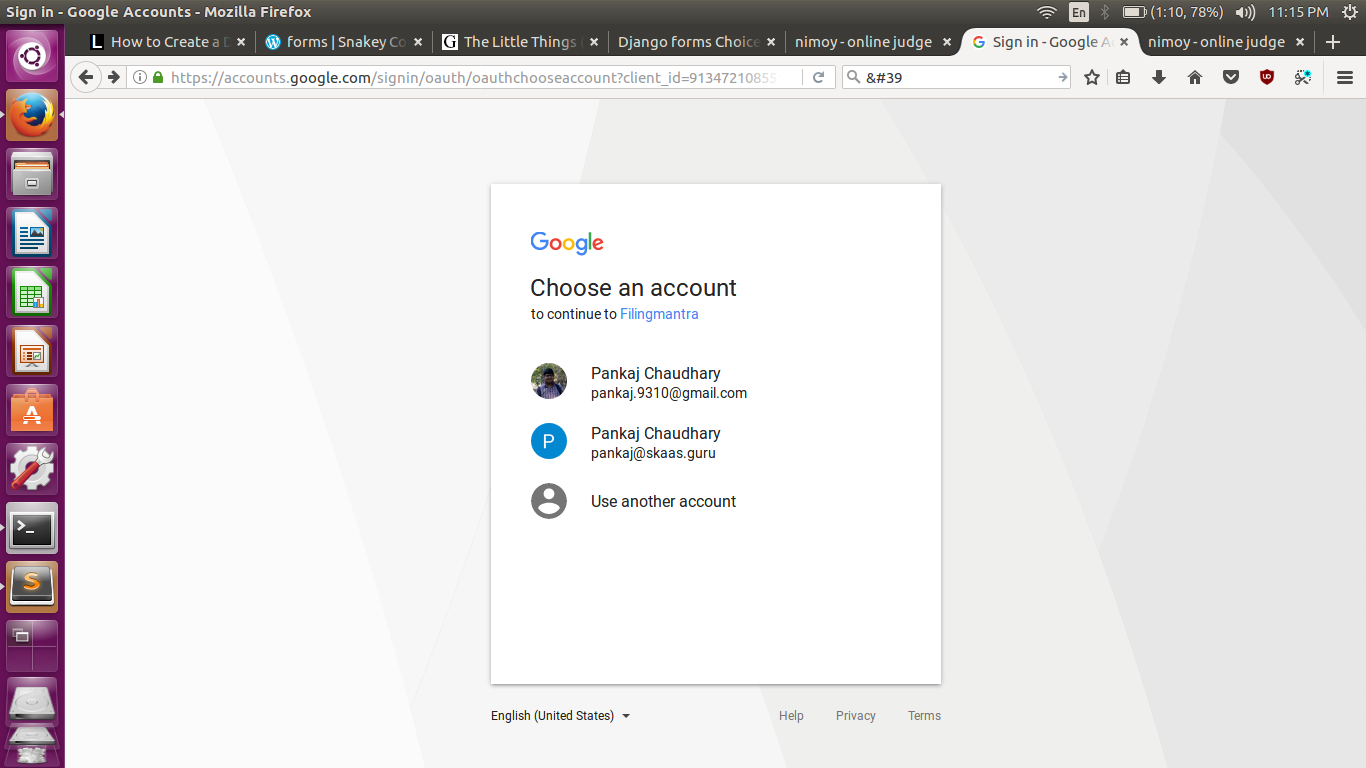 Sign in - Google Accounts - Mozilla Firefox
En
(1:10, 78%)
11:15 PM
L
How to Create a D
forms | Snakey Co
G
The Little Things (
Django forms Choice
nimoy - online judge
Sign in - Google Ac
nimoy - online judge
https://accounts.google.com/signin/oauth/oauthchooseaccount?client_id=91347210855
&#39
Google
Choose an account
to continue to Filingmantra
Pankaj Chaudhary
pankaj.9310@gmail.com
P
Pankaj Chaudhary
pankaj@skaas.guru
Use another account
English (United States)
Help
Privacy
Terms